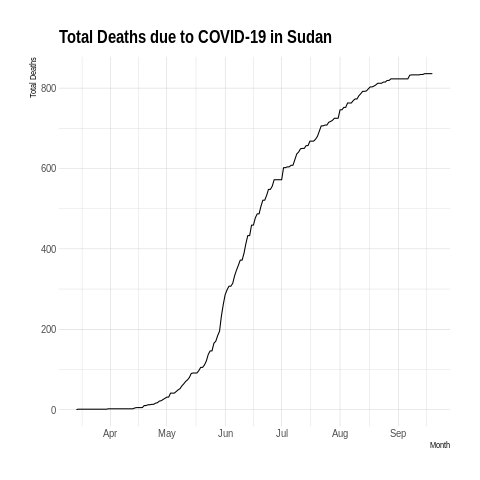 Total Deaths due to COVID-19 in Sudan
Total Deaths
800
600
400
200
0
Apr May Jun Jul Aug Sep
Month